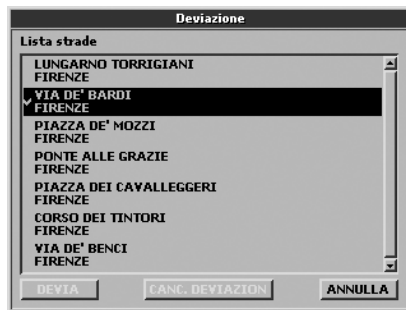 Deviazione
Lista strade
LUNGARNO TORRIGIANI
FIRENZE
VIA DE' BARDI
FIRENZE
PIAZZA DE' MOZZI
FIRENZE
PONTE ALLE GRAZIE
FIRENZE
PIAZZA DEI CAVALLEGGERI
FIRENZE
CORSO DEI TINTORI
FIRENZE
VIA DE' BENCI
FIRENZE
DEVIA
CANC. DEVIAZION
ANNULLA